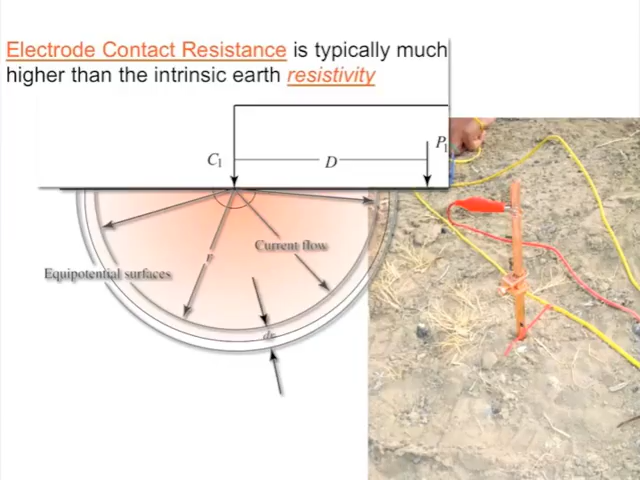 Electrode Contact Resistance is typically much
higher than the intrinsic earth resistivity
C1
D
P1
Current flow
r
Equipotential surfaces
dr